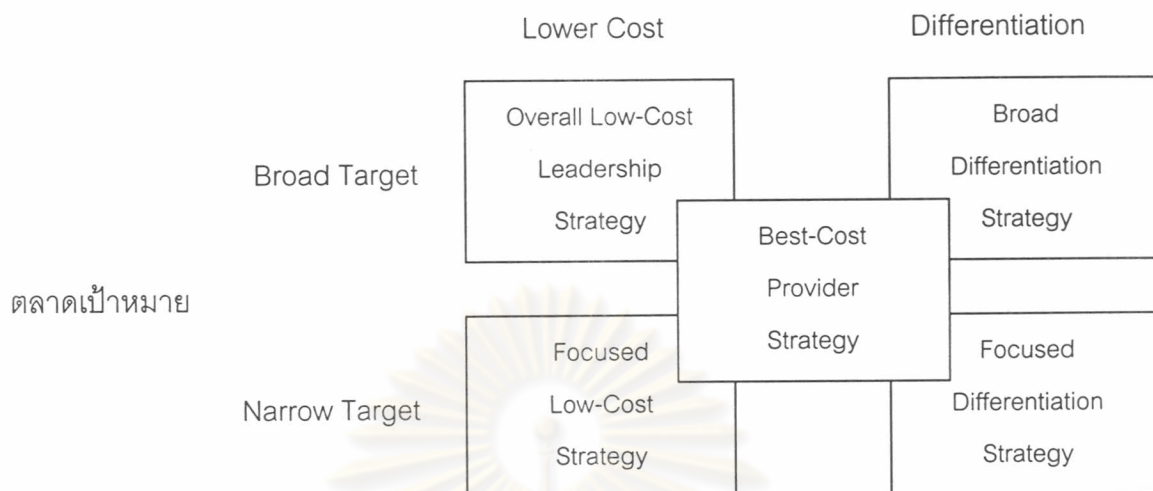 Lower Cost
Differentiation
Overall Low-Cost
Leadership
Strategy
Broad
Differentiation
Strategy
Broad Target
Best-Cost
Provider
Strategy
ตลาดเป้าหมาย
Narrow Target
Focused
Low-Cost
Strategy
Focused
Differentiation
Strategy